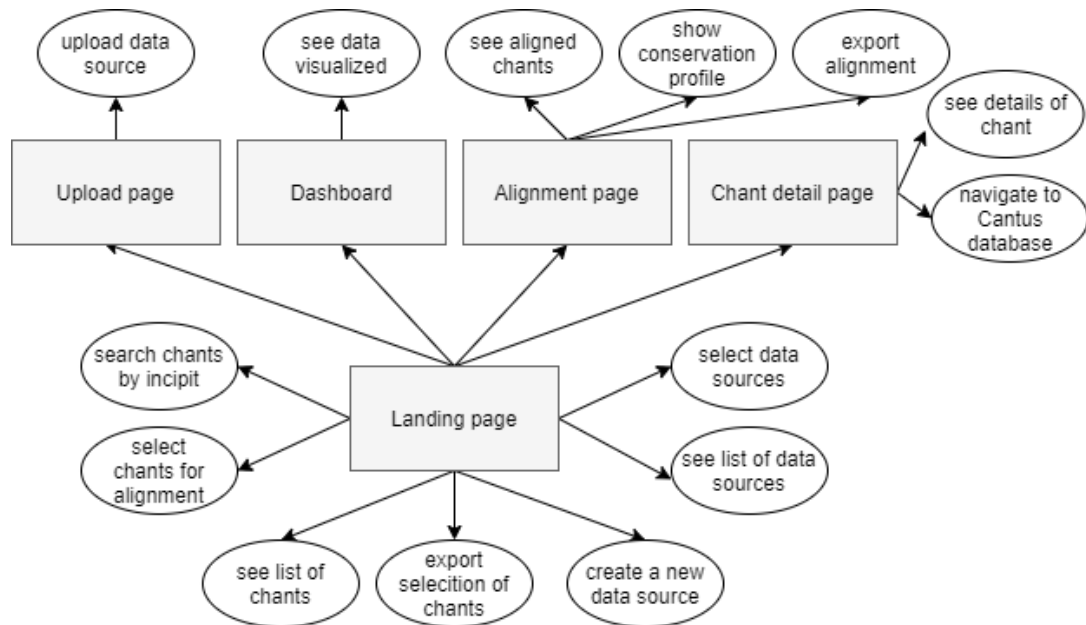 upload data
source
see data
visualized
see aligned
chants
show
conservation
profile
export
alignment
see details of
chant
Upload page
Dashboard
Alignment page
Chant detail page
navigate to
Cantus
database
search chants
by incipit
select data
sources
Landing page
select
chants for
alignment
see list of data
sources
see list of
chants
export
selecition of
chants
create a new
data source